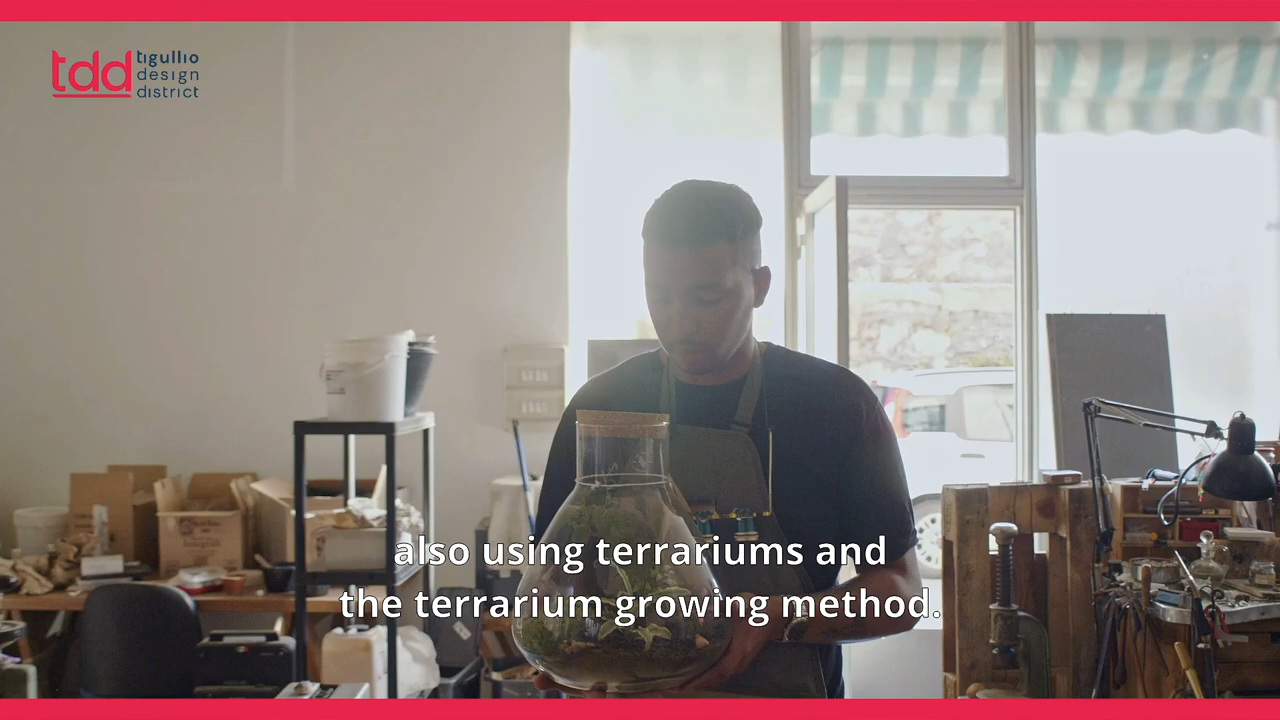 tdd
tigullio
design
district
also using terrariums and
the terrarium growing method.